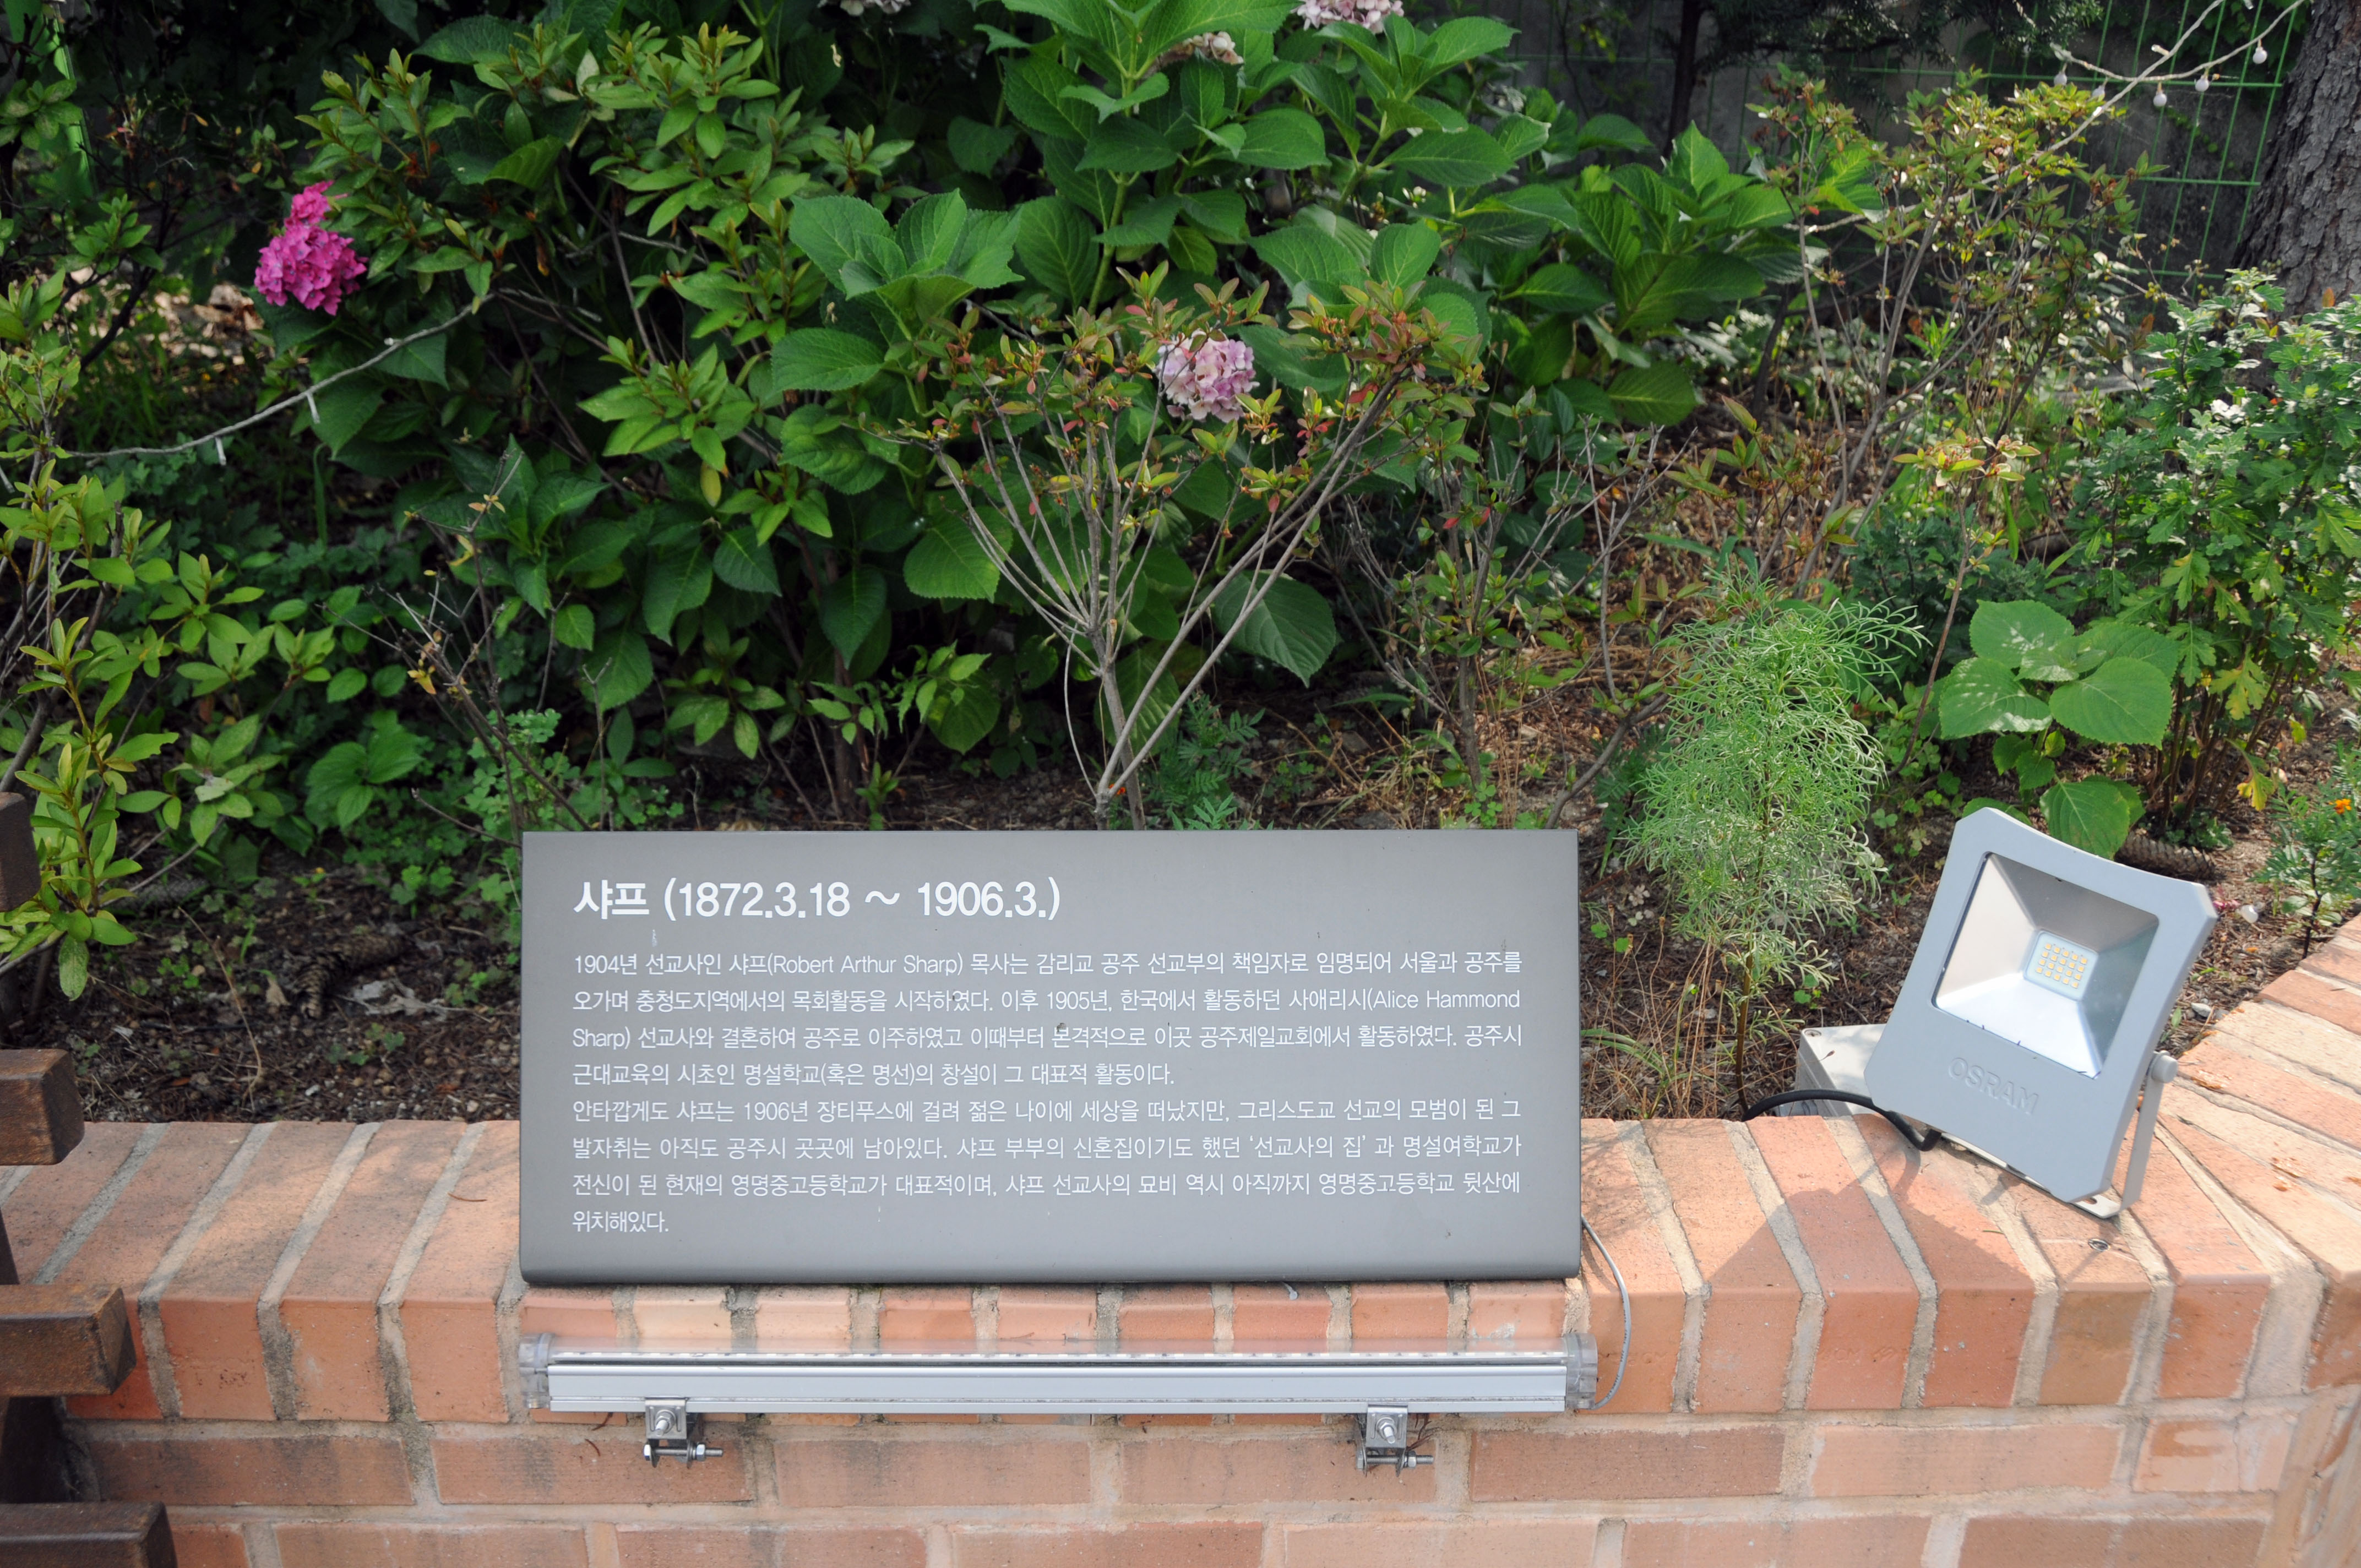 샤프 (1872.3.18 ~ 1906.3.)
1904년 선교사인 샤프(Robert Arthur Sharp) 목사는 감리교 공주 선교부의 책임자로 임명되어 서울과 공주를
오가며 충청도지역에서의 목회활동을 시작하였다. 이후 1905년, 한국에서 활동하던 사애리시(Alice Hammond
Sharp) 선교사와 결혼하여 공주로 이주하였고 이때부터 본격적으로 이곳 공주제일교회에서 활동하였다. 공주시
근대교육의 시초인 명설학교(혹은 명선)의 창설이 그 대표적 활동이다.
안타깝게도 샤프는 1906년 장티푸스에 걸려 젊은 나이에 세상을 떠났지만, 그리스도교 선교의 모범이 된 그
발자취는 아직도 공주시 곳곳에 남아있다. 샤프 부부의 신혼집이기도 했던 ‘선교사의 집’ 과 명설여학교가
전신이 된 현재의 영명중고등학교가 대표적이며, 샤프 선교사의 묘비 역시 아직까지 영명중고등학교 뒷산에
위치해있다.
OSRAM